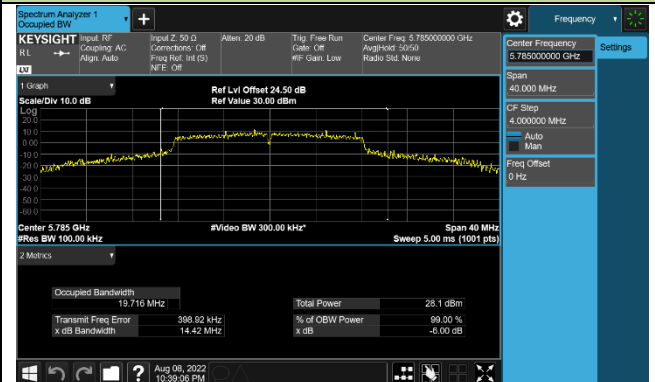 Spectrum Analyzer 1
Occupied BW
+
Frequency
KEYSIGHT
RL
LXI
Input: RF
Coupling: AC
Align: Auto
Input Z: 50 Ω
Corrections: Off
Freq Ref: Int (S)
NFE: Off
Atten: 20 dB
Trig: Free Run
Gate: Off
#IF Gain: Low
Center Freq: 5.785000000 GHz
Avg|Hold: 50/50
Radio Std: None
Center Frequency
5.785000000 GHz
Settings
Span
40.000 MHz
CF Step
4.000000 MHz
Auto
Man
Freq Offset
0 Hz
1 Graph
Scale/Div 10.0 dB
Ref Lvl Offset 24.50 dB
Ref Value 30.00 dBm
Log
20.0
10.0
0.00
-10.0
-20.0
-30.0
-40.0
-50.0
-60.0
Center 5.785 GHz
#Video BW 300.00 kHz*
Span 40 MHz
#Res BW 100.00 kHz
Sweep 5.00 ms (1001 pts)
2 Metrics
Occupied Bandwidth
19.716 MHz
Total Power 28.1 dBm
Transmit Freq Error 398.92 kHz
% of OBW Power 99.00 %
x dB Bandwidth 14.42 MHz
x dB -6.00 dB
?
Aug 08, 2022
10:39:06 PM